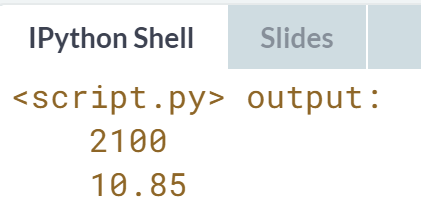 IPython Shell Slides
<script.py> output:
2100
10.85